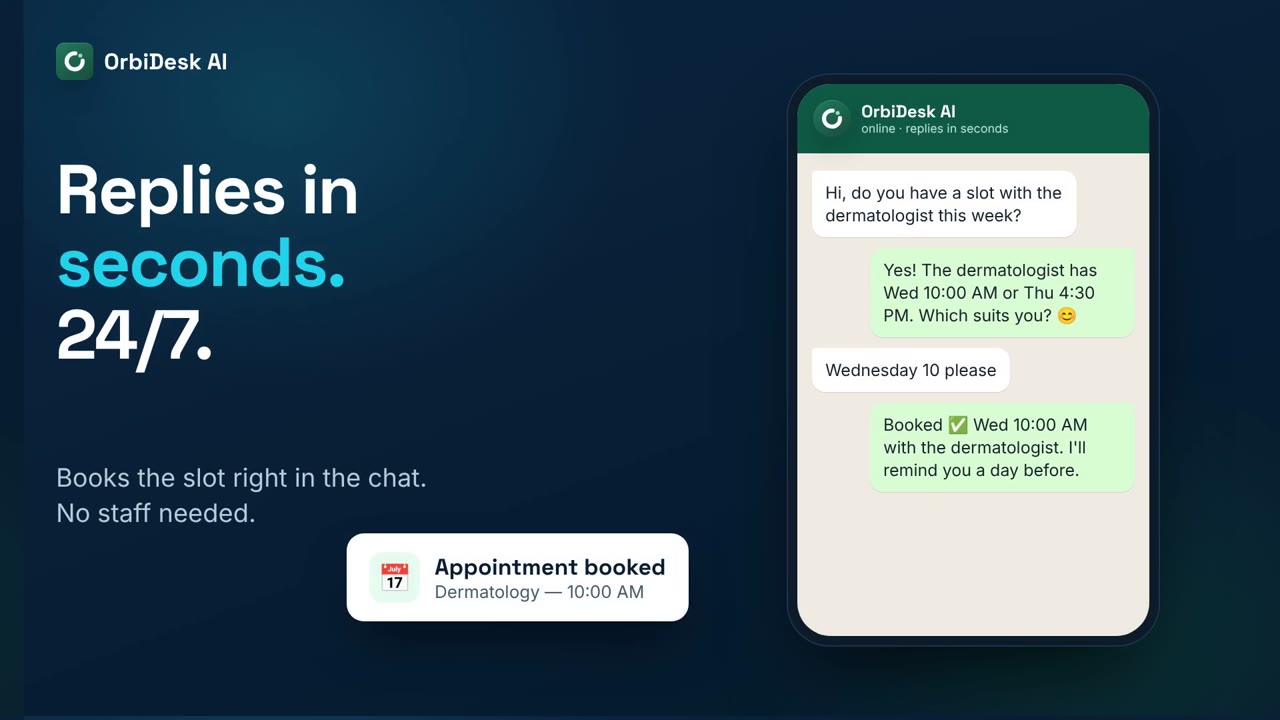 OrbiDesk AI
Replies in
seconds.
24/7.
Books the slot right in the chat.
No staff needed.
July
17
Appointment booked
Dermatology — 10:00 AM
OrbiDesk AI
online · replies in seconds
Hi, do you have a slot with the
dermatologist this week?
Yes! The dermatologist has
Wed 10:00 AM or Thu 4:30
PM. Which suits you? 😊
Wednesday 10 please
Booked ✅ Wed 10:00 AM
with the dermatologist. I'll
remind you a day before.